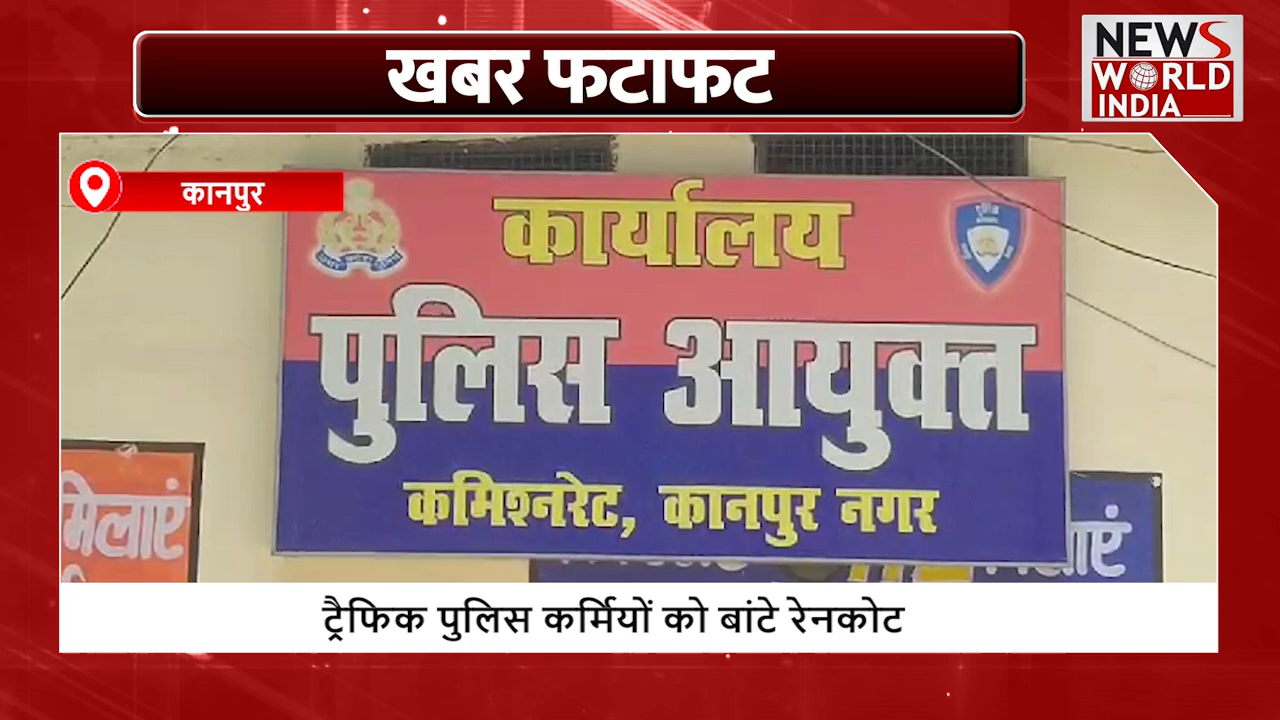 खबर फटाफट
NEWS
WORLD
INDIA
कानपुर
कार्यालय
पुलिस आयुक्त
कमिश्नरेट, कानपुर नगर
मिलाएं
ट्रैफिक पुलिस कर्मियों को बांटे रेनकोट